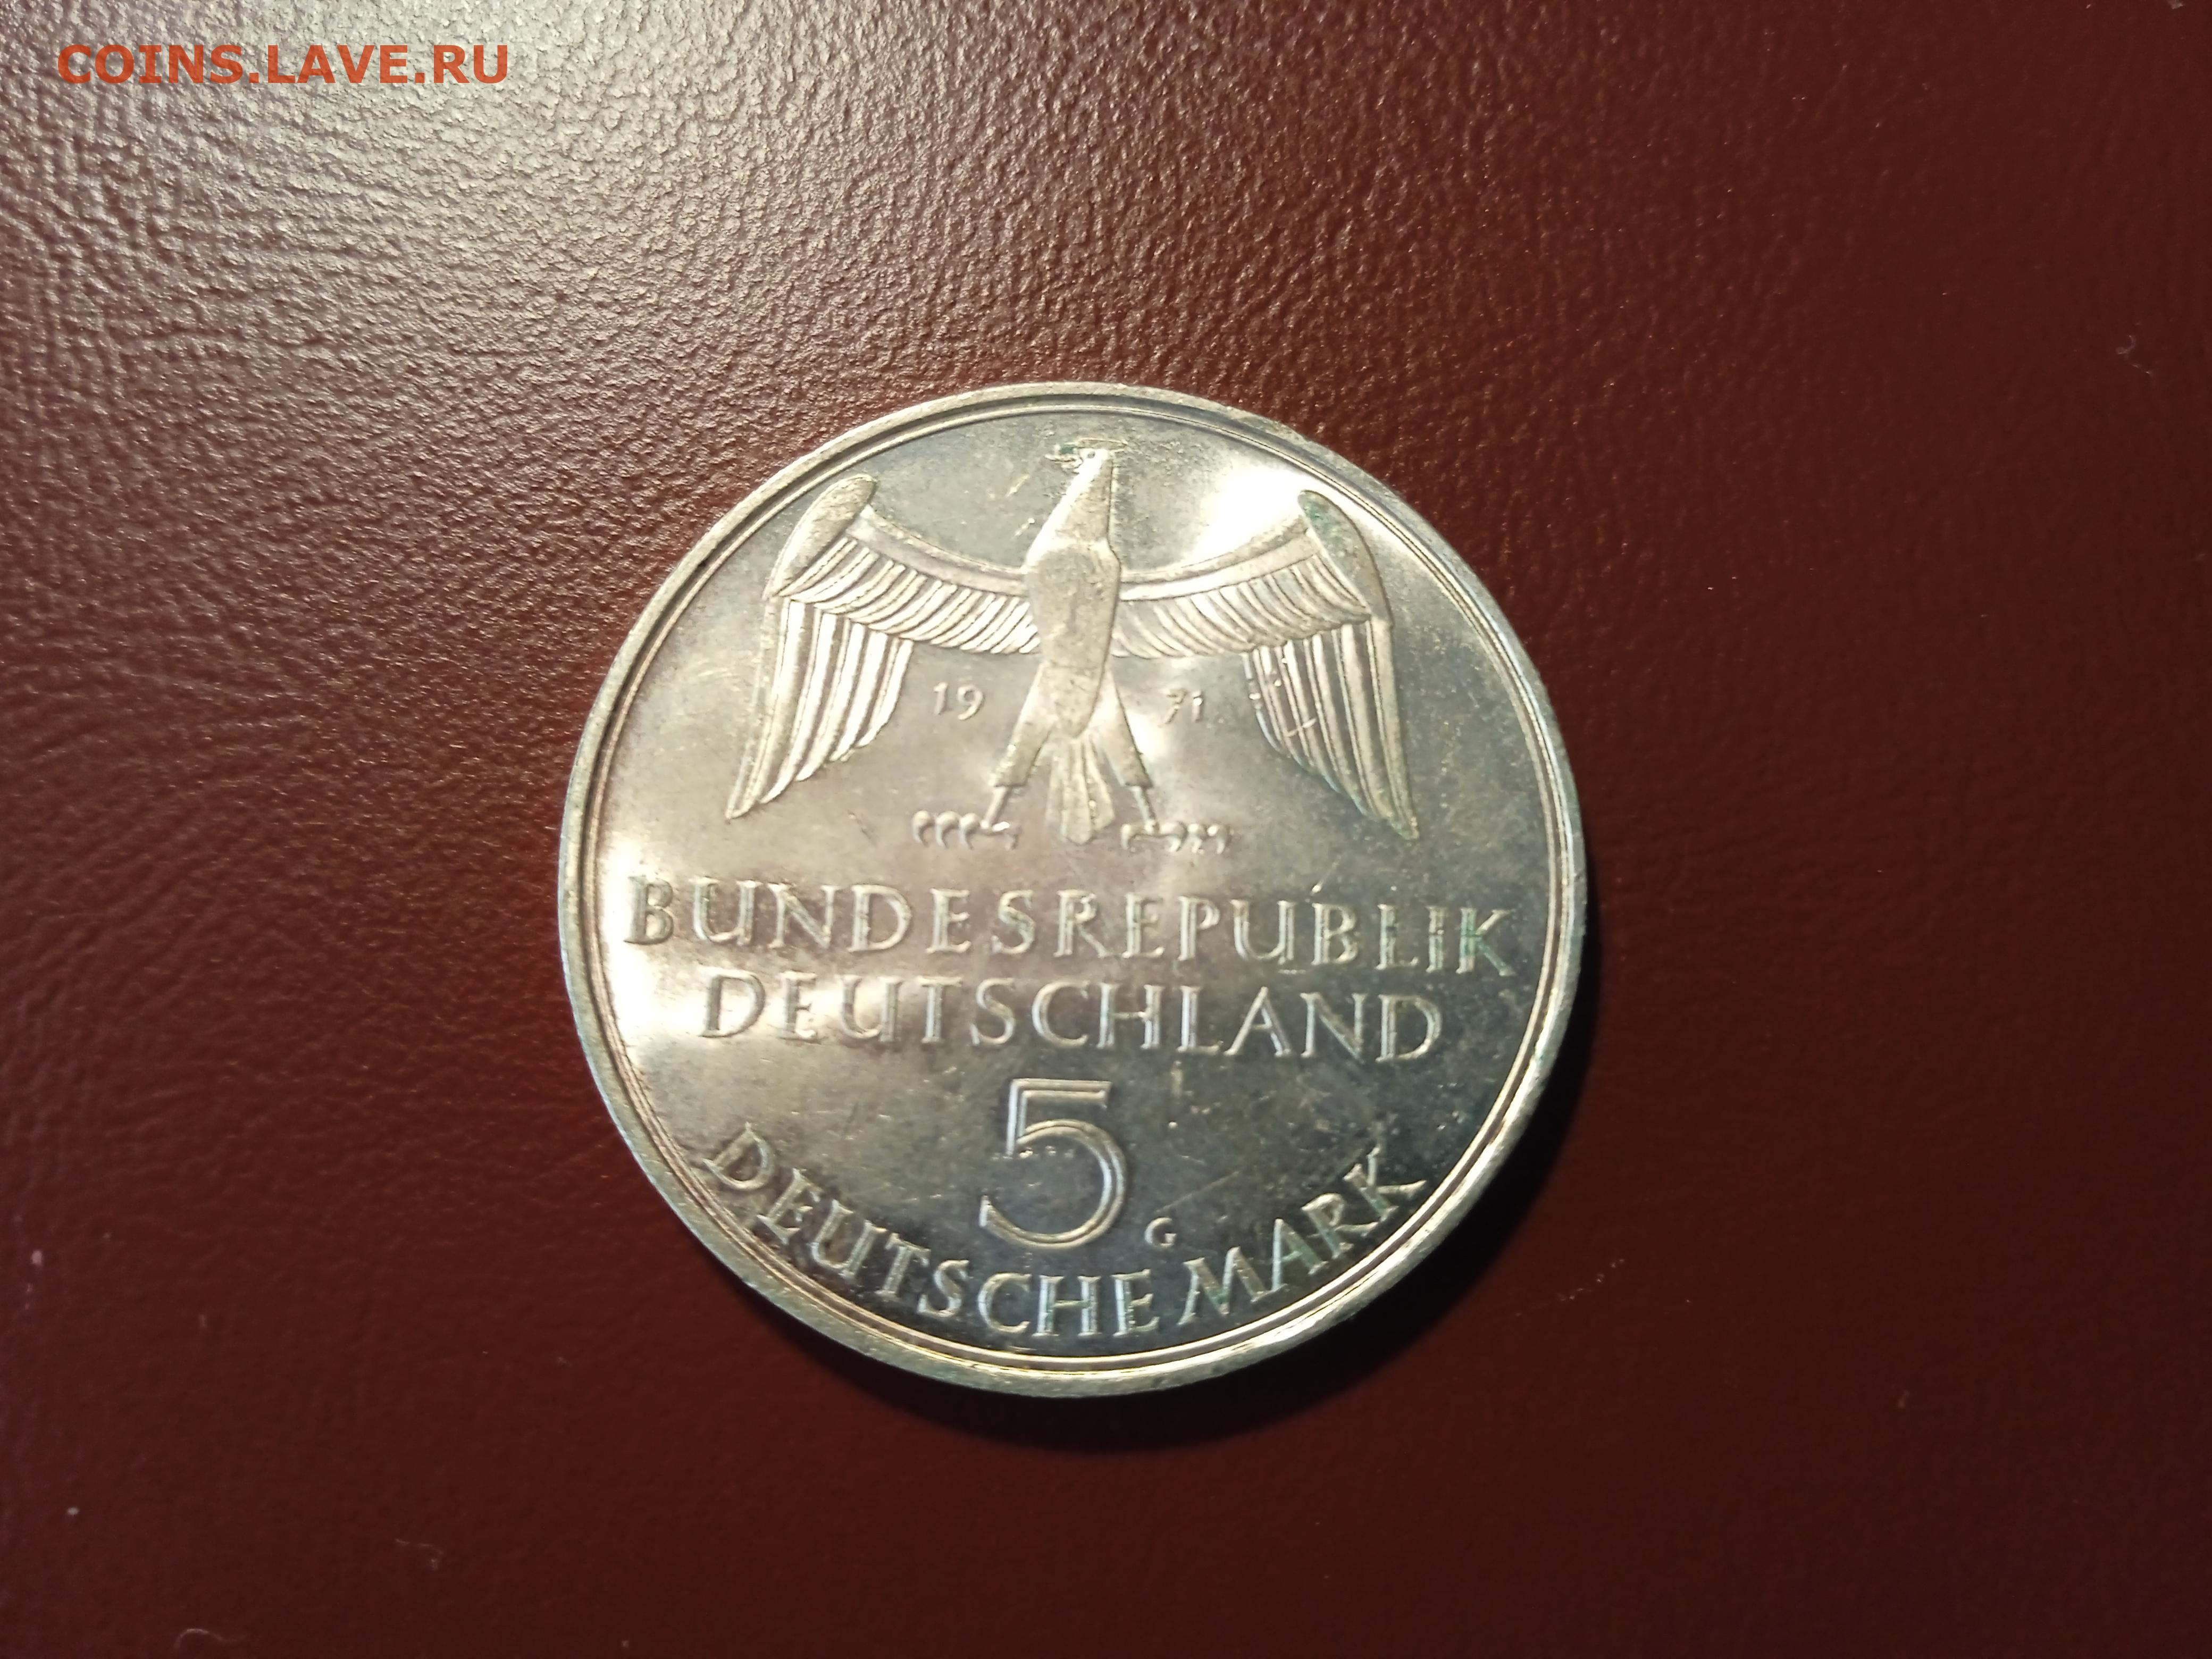 COINS.LAVE.RU
19 71
BUNDESREPUBLIK
DEUTSCHLAND
5
G
DEUTSCHE MARK